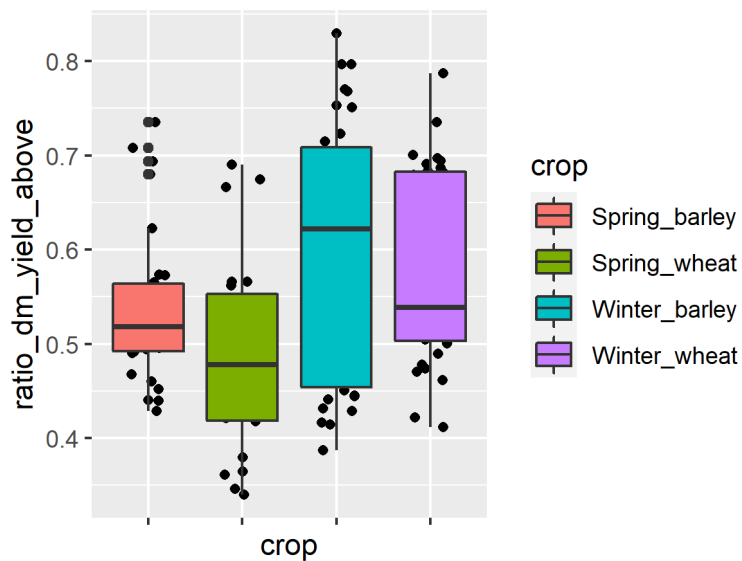 0.8
0.7
0.6
0.5
0.4
ratio_dm_yield_above
crop
crop
Spring_barley
Spring_wheat
Winter_barley
Winter_wheat